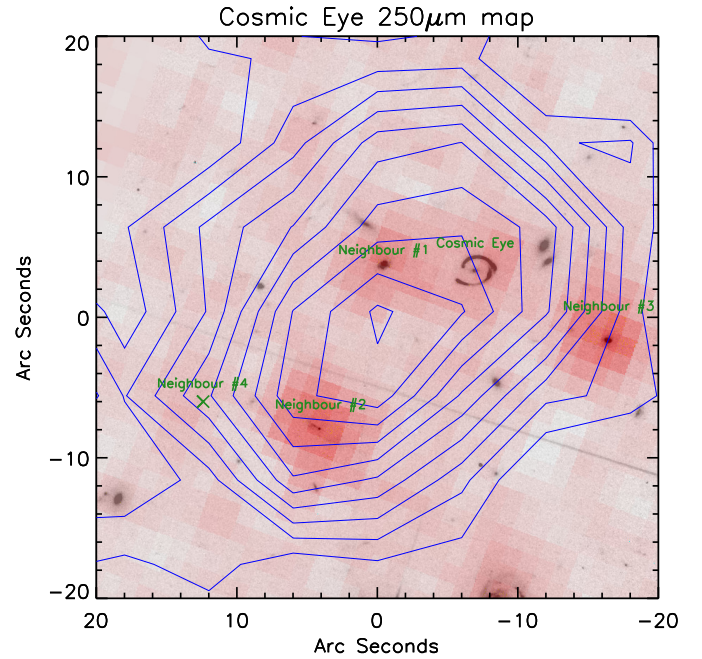 Cosmic Eye 250μm map
20
10
0
−10
−20
Arc Seconds
Neighbour #1
Cosmic Eye
Neighbour #3
Neighbour #4
Neighbour #2
20
10
0
−10
−20
Arc Seconds